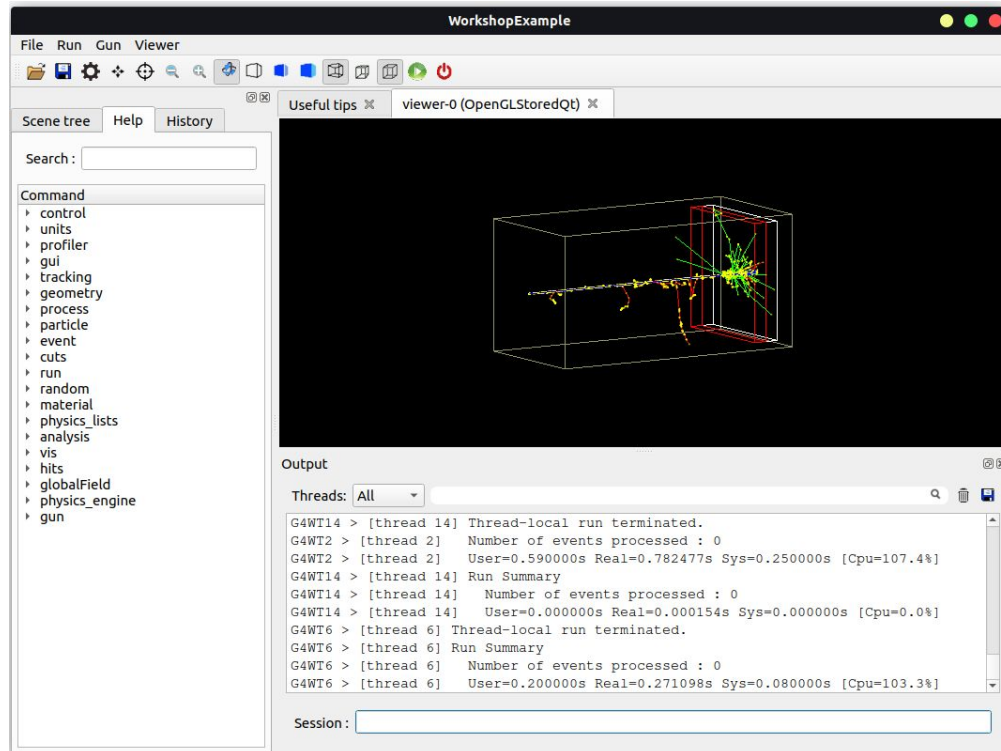 WorkshopExample
File Run Gun Viewer
Useful tips
viewer-0 (OpenGLStoredQt)
Scene tree Help History
Search :
Command
control
units
profiler
gui
tracking
geometry
process
particle
event
cuts
run
random
material
physics_lists
analysis
vis
hits
globalField
physics_engine
gun
Output
Threads: All
G4WT14 > [thread 14] Thread-local run terminated.
G4WT2 > [thread 2]   Number of events processed : 0
G4WT2 > [thread 2]   User=0.590000s Real=0.782477s Sys=0.250000s [Cpu=107.4%]
G4WT14 > [thread 14] Run Summary
G4WT14 > [thread 14]   Number of events processed : 0
G4WT14 > [thread 14]   User=0.000000s Real=0.000154s Sys=0.000000s [Cpu=0.0%]
G4WT6 > [thread 6] Thread-local run terminated.
G4WT6 > [thread 6] Run Summary
G4WT6 > [thread 6]   Number of events processed : 0
G4WT6 > [thread 6]   User=0.200000s Real=0.271098s Sys=0.080000s [Cpu=103.3%]
Session :